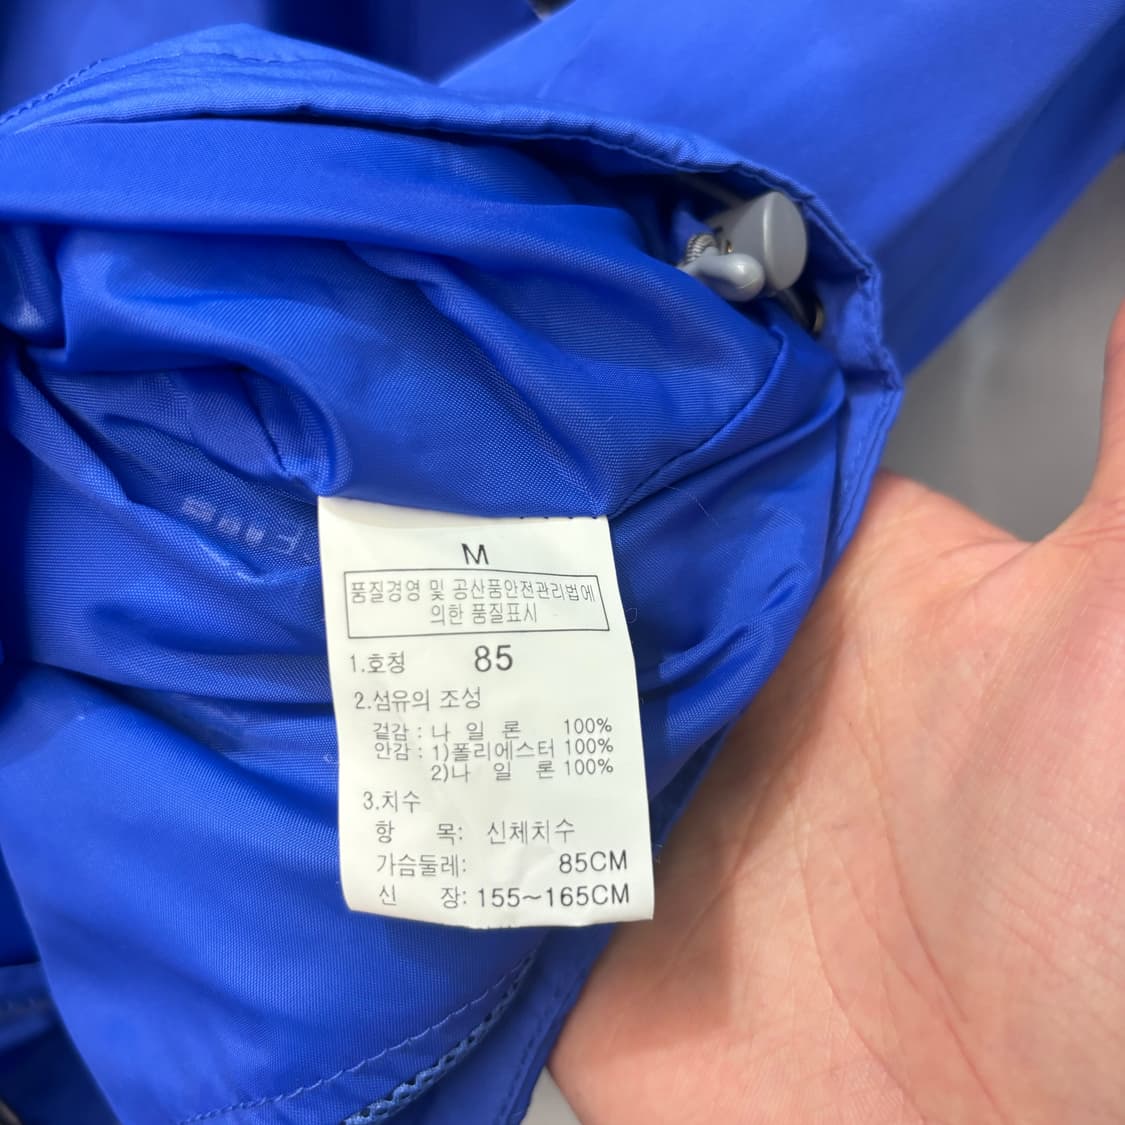 M
품질경영 및 공산품안전관리법에
의한 품질표시
1.호칭 85
2.섬유의 조성
겉감 : 나 일 론 100%
안감 : 1)폴리에스터 100%
2)나 일 론 100%
3.치수
항 목: 신체치수
가슴둘레: 85CM
신 장: 155~165CM